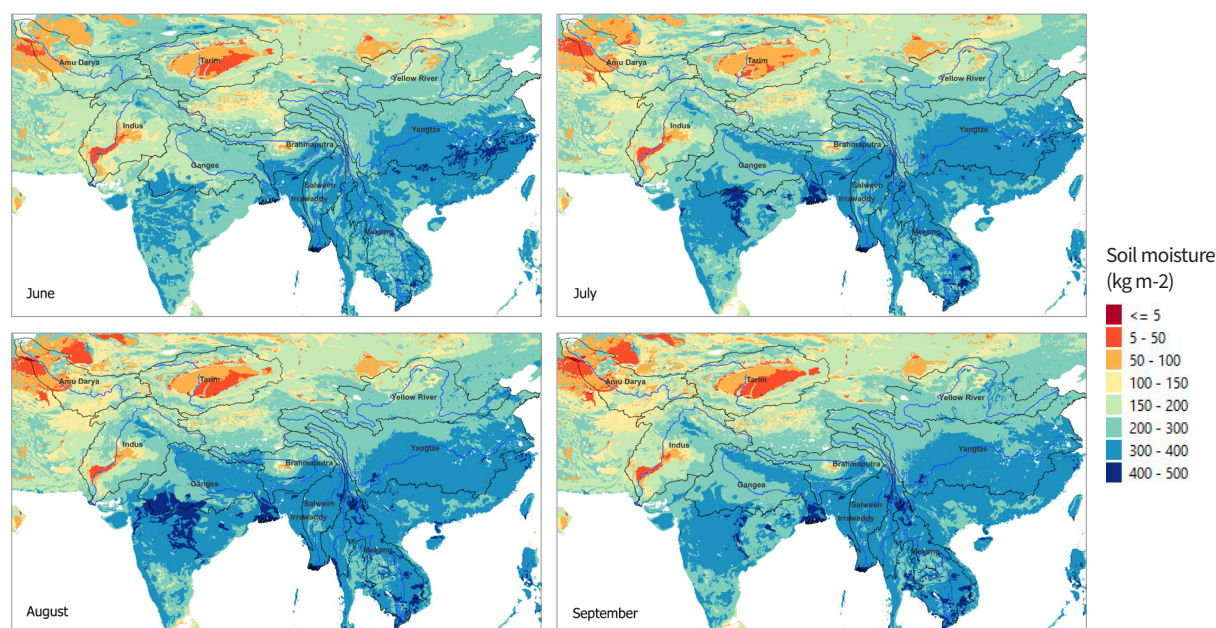 Amu Darya
Tarim
Yellow River
Indus
Yangtze
Brahmaputra
Ganges
Salween
Irrawaddy
Mekong
June
Amu Darya
Tarim
Yellow River
Indus
Yangtze
Brahmaputra
Ganges
Salween
Irrawaddy
Mekong
July
Amu Darya
Tarim
Yellow River
Indus
Yangtze
Brahmaputra
Ganges
Salween
Irrawaddy
Mekong
August
Amu Darya
Tarim
Yellow River
Indus
Yangtze
Brahmaputra
Ganges
Salween
Irrawaddy
Mekong
September
Soil moisture
(kg m-2)
<= 5
5 - 50
50 - 100
100 - 150
150 - 200
200 - 300
300 - 400
400 - 500